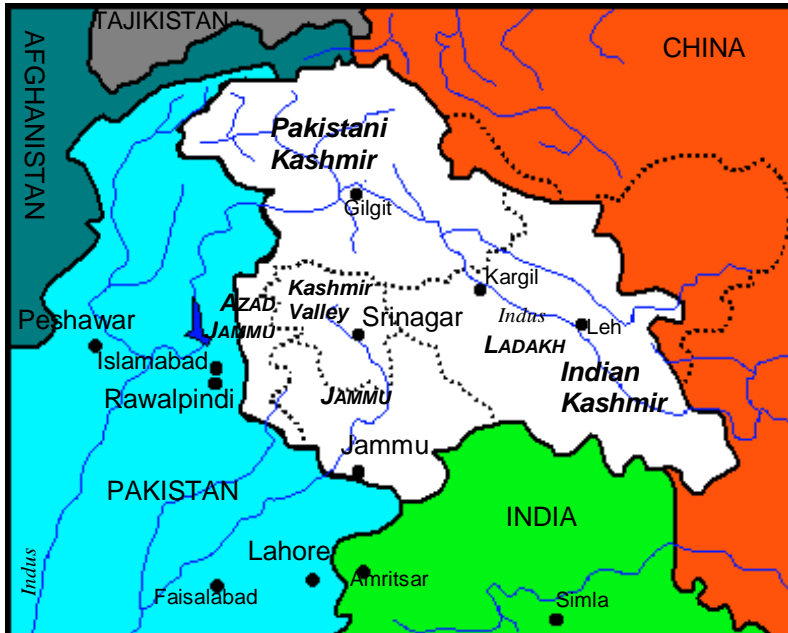 TAJIKISTAN
AFGHANISTAN
CHINA
Pakistani
Kashmir
Gilgit
Kashmir
Valley
Kargil
AZAD
JAMMU
Srinagar
Indus
Leh
LADAKH
Peshawar
Islamabad
Rawalpindi
Indian
Kashmir
JAMMU
Jammu
PAKISTAN
INDIA
Lahore
Amritsar
Indus
Faisalabad
Simla